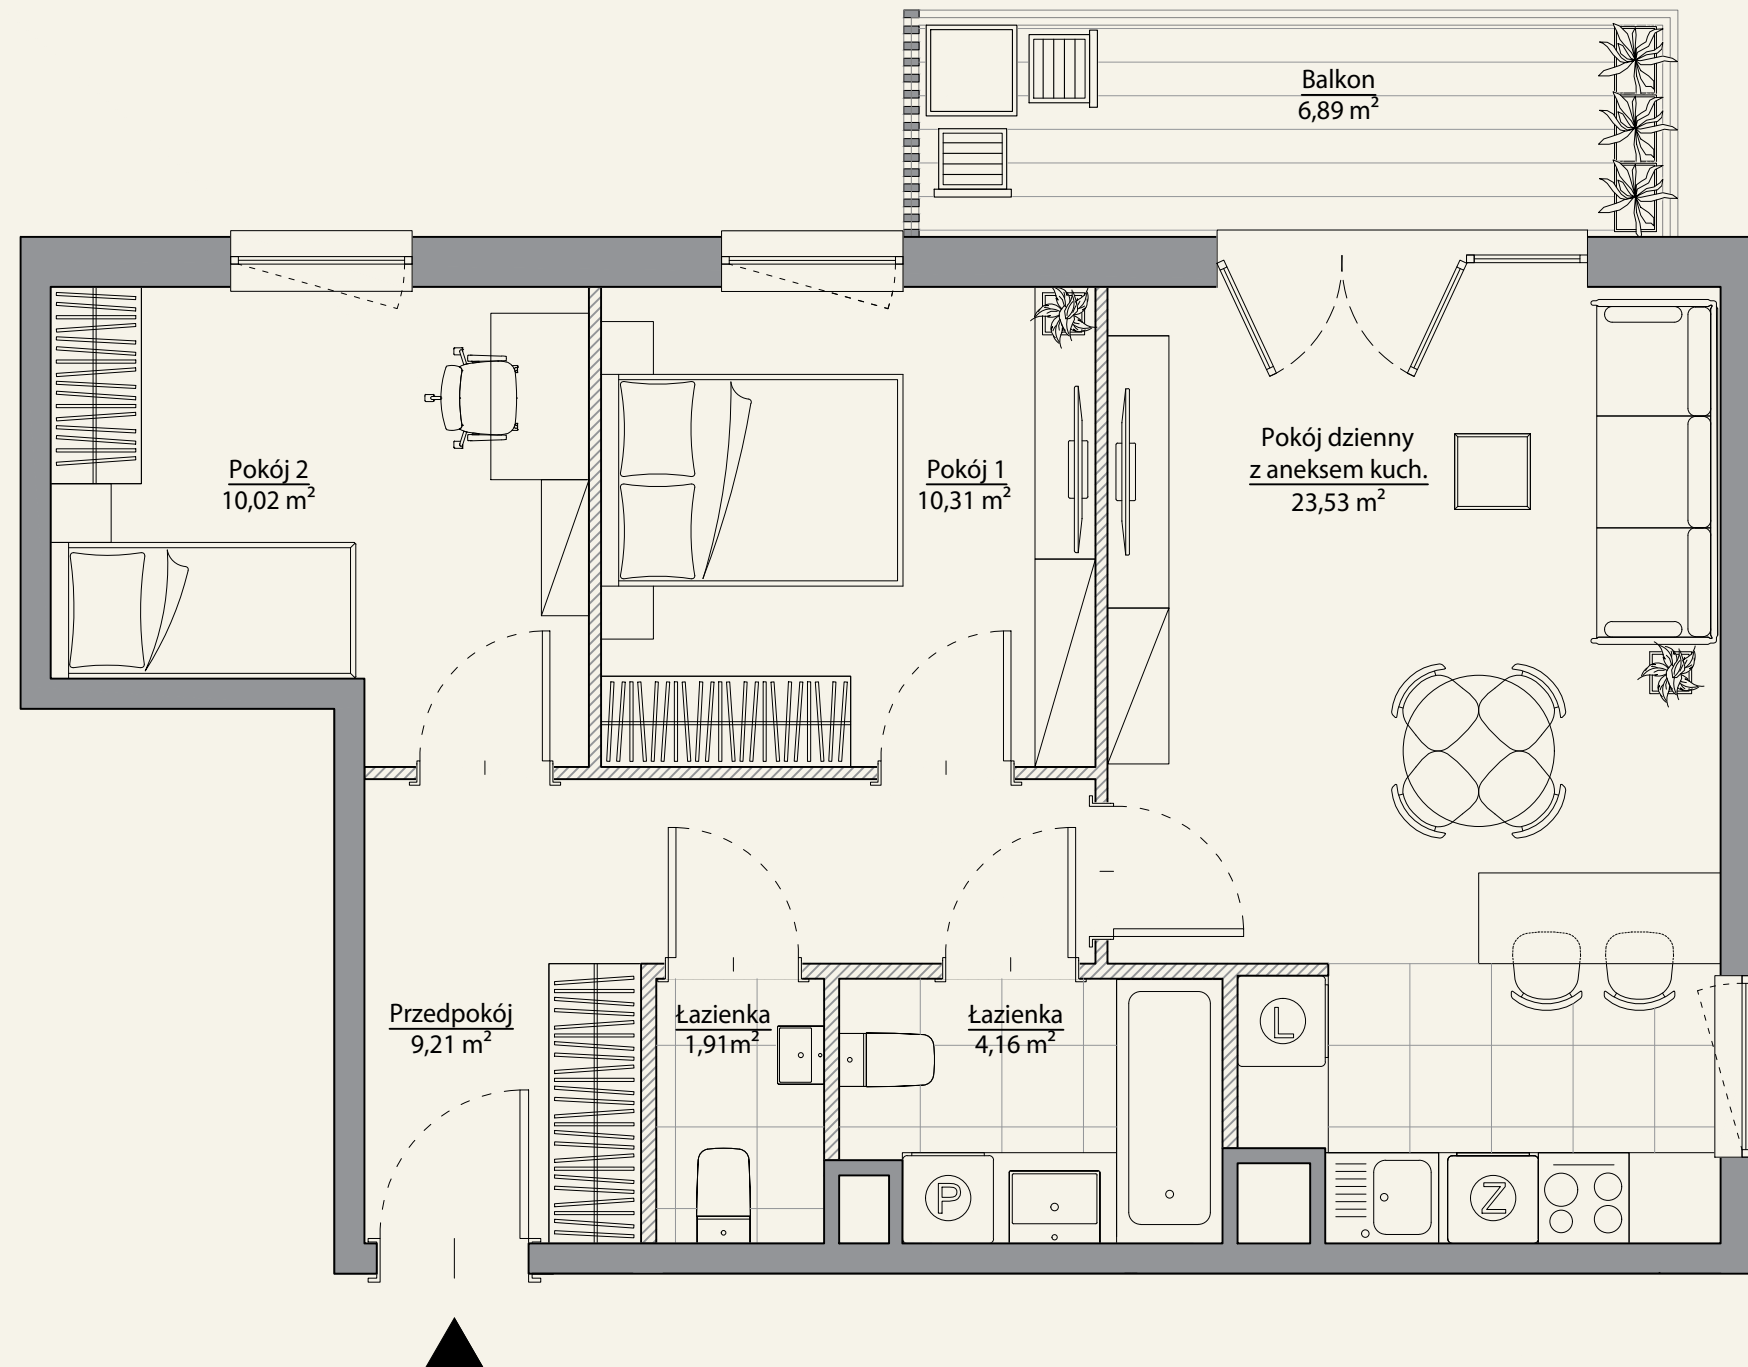 Balkon
6,89 m²
Pokój 2
10,02 m²
Pokój 1
10,31 m²
Pokój dzienny
z aneksem kuch.
23,53 m²
Przedpokój
9,21 m²
Łazienka
1,91m²
Łazienka
4,16 m²
L
P
Z